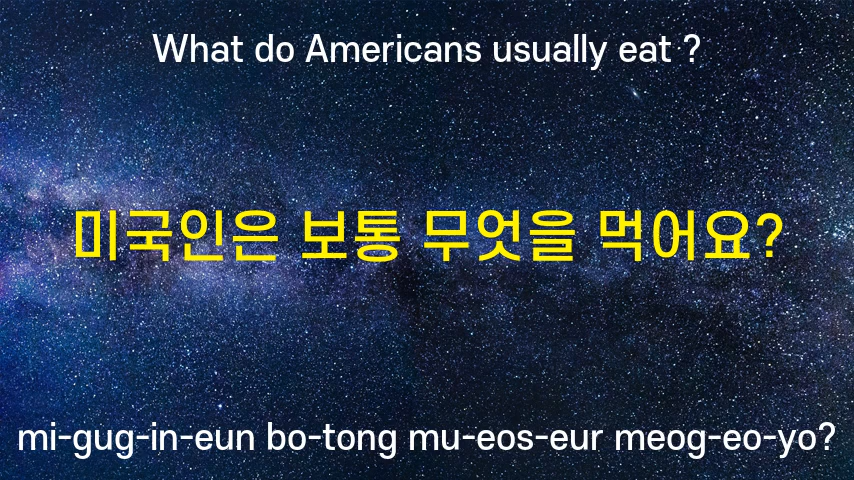 What do Americans usually eat ?
미국인은 보통 무엇을 먹어요?
mi-gug-in-eun bo-tong mu-eos-eur meog-eo-yo?